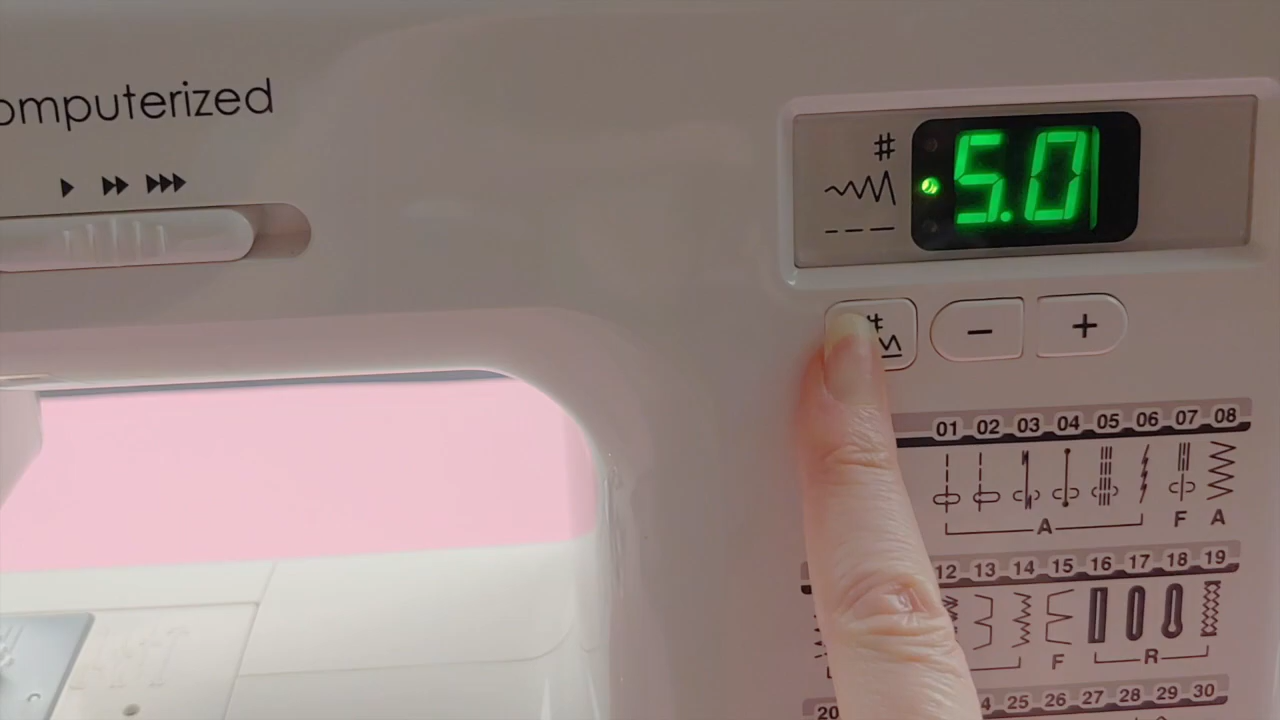 omputerized
#
5.0
#
− +
01 02 03 04 05 06 07 08
A F A
12 13 14 15 16 17 18 19
F R
20 4 25 26 27 28 29 30